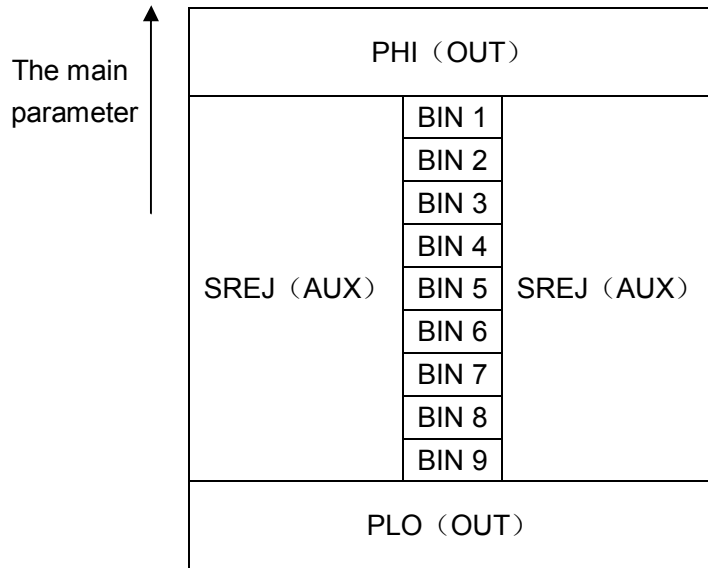 PHI（OUT）
The main
parameter
BIN 1
BIN 2
BIN 3
BIN 4
SREJ（AUX） BIN 5 SREJ（AUX）
BIN 6
BIN 7
BIN 8
BIN 9
PLO（OUT）